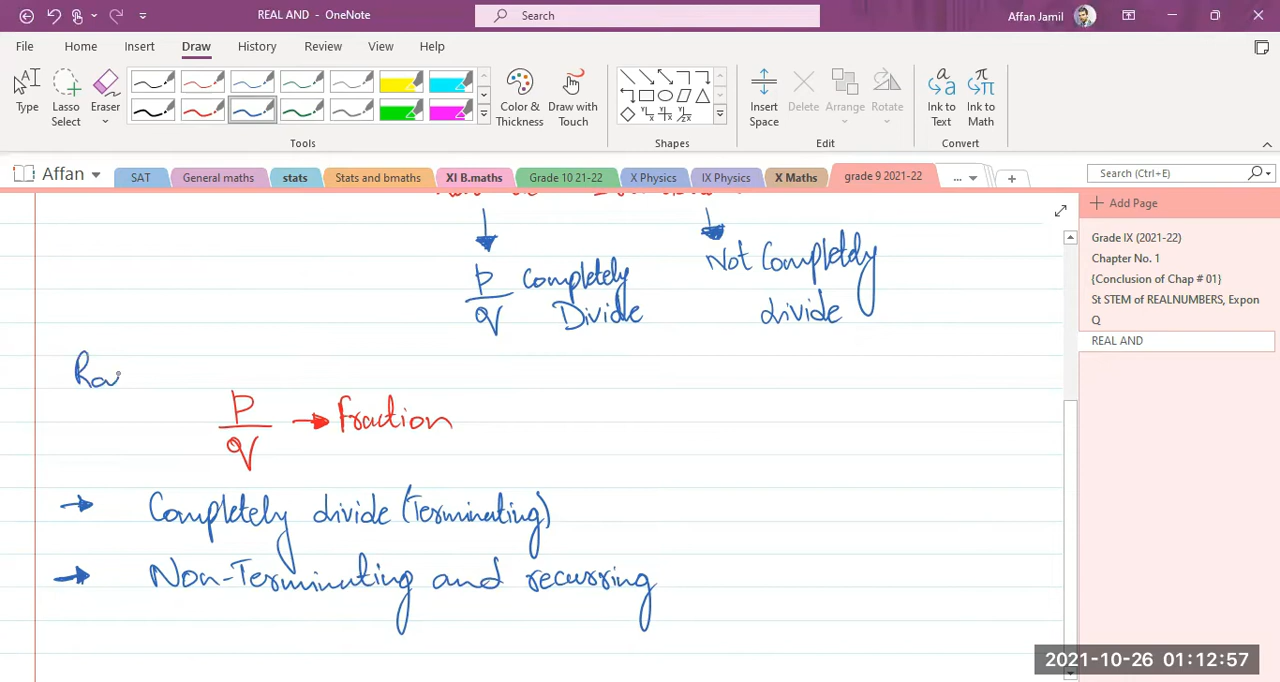 REAL AND - OneNote
Search
Affan Jamil
File Home Insert Draw History Review View Help
Type
Lasso Select
Eraser
Color & Thickness
Draw with Touch
Insert Space
Delete
Arrange
Rotate
Ink to Text
Ink to Math
Tools
Shapes
Edit
Convert
Affan
SAT
General maths
stats
Stats and bmaths
XI B.maths
Grade 10 21-22
X Physics
IX Physics
X Maths
grade 9 2021-22
...
Search (Ctrl+E)
Add Page
Grade IX (2021-22)
Chapter No. 1
{Conclusion of Chap # 01}
St STEM of REALNUMBERS, Expon
Q
REAL AND
P/q Completely
Divide
Not Completely
divide
Ra
P/q → Fraction
→ Completely divide (Terminating)
→ Non-Terminating and recurring
2021-10-26 01:12:57